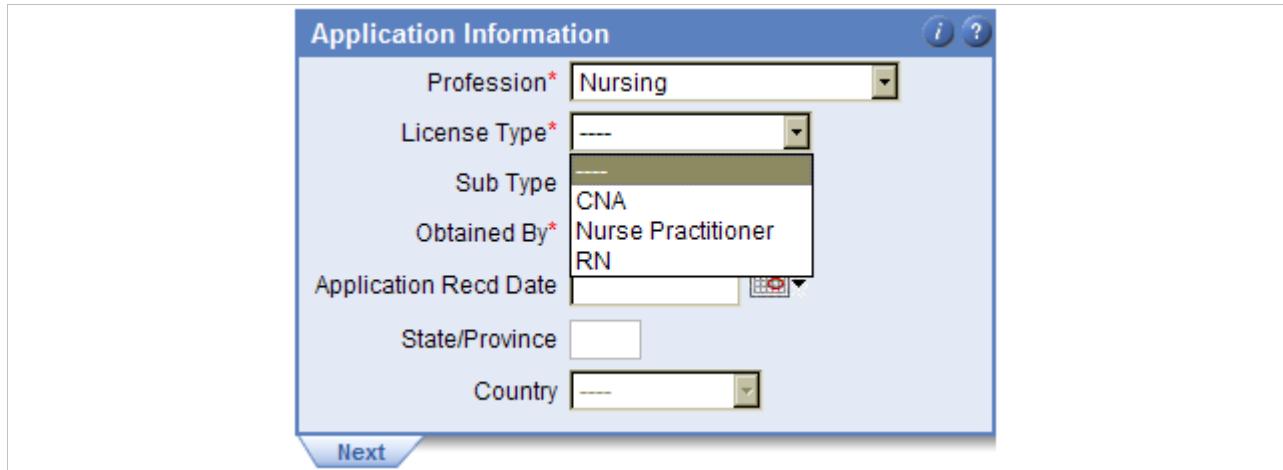 Application Information i ?
Profession* Nursing
License Type* ----
----
Sub Type
CNA
Obtained By* Nurse Practitioner
RN
Application Recd Date
State/Province
Country ----
Next